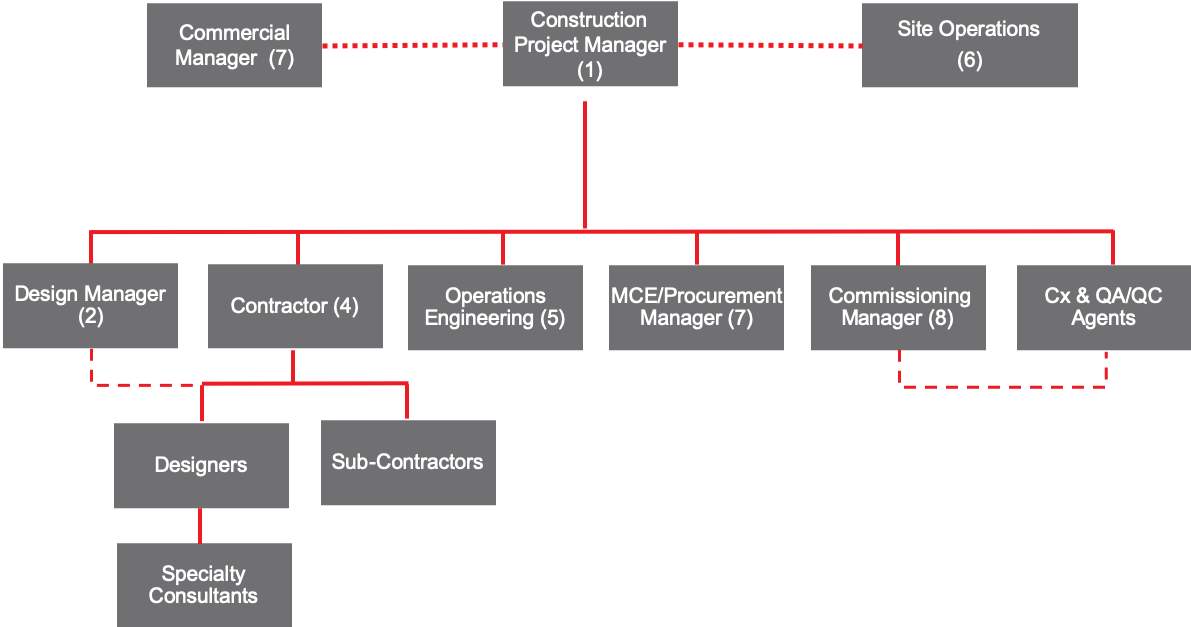 Commercial
Manager (7)
Construction
Project Manager
(1)
Site Operations
(6)
Design Manager
(2)
Contractor (4)
Operations
Engineering (5)
MCE/Procurement
Manager (7)
Commissioning
Manager (8)
Cx & QA/QC
Agents
Designers
Sub-Contractors
Specialty
Consultants